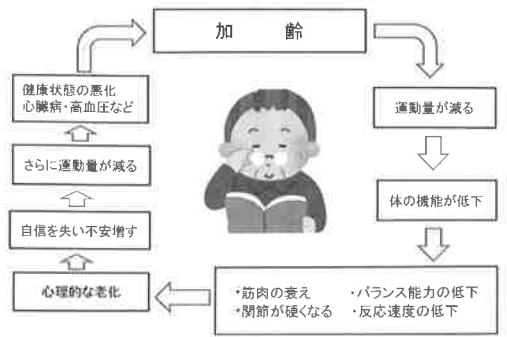 加齢
運動量が減る
体の機能が低下
・筋肉の衰え ・バランス能力の低下
・関節が硬くなる ・反応速度の低下
心理的な老化
自信を失い不安増す
さらに運動量が減る
健康状態の悪化
心臓病・高血圧など